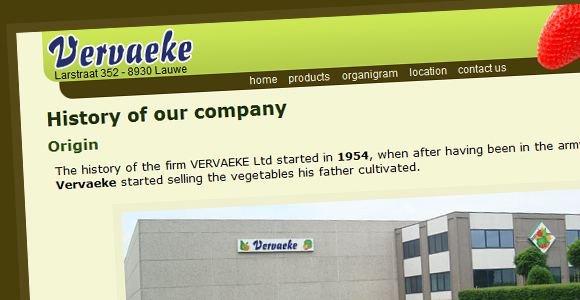 Vervaeke
Larstraat 352 - 8930 Lauwe
home products organigram location contact us
History of our company
Origin
The history of the firm VERVAEKE Ltd started in 1954, when after having been in the army
Vervaeke started selling the vegetables his father cultivated.
Vervaeke